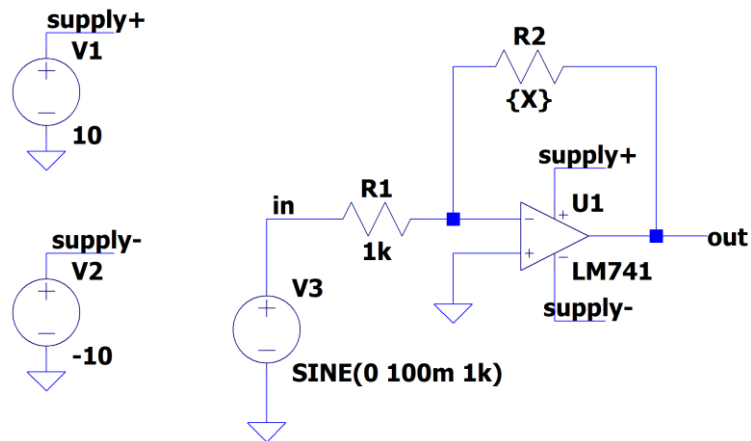 supply+
V1
10
supply-
V2
-10
in
R1
1k
V3
SINE(0 100m 1k)
R2
{X}
supply+
U1
LM741
supply-
out